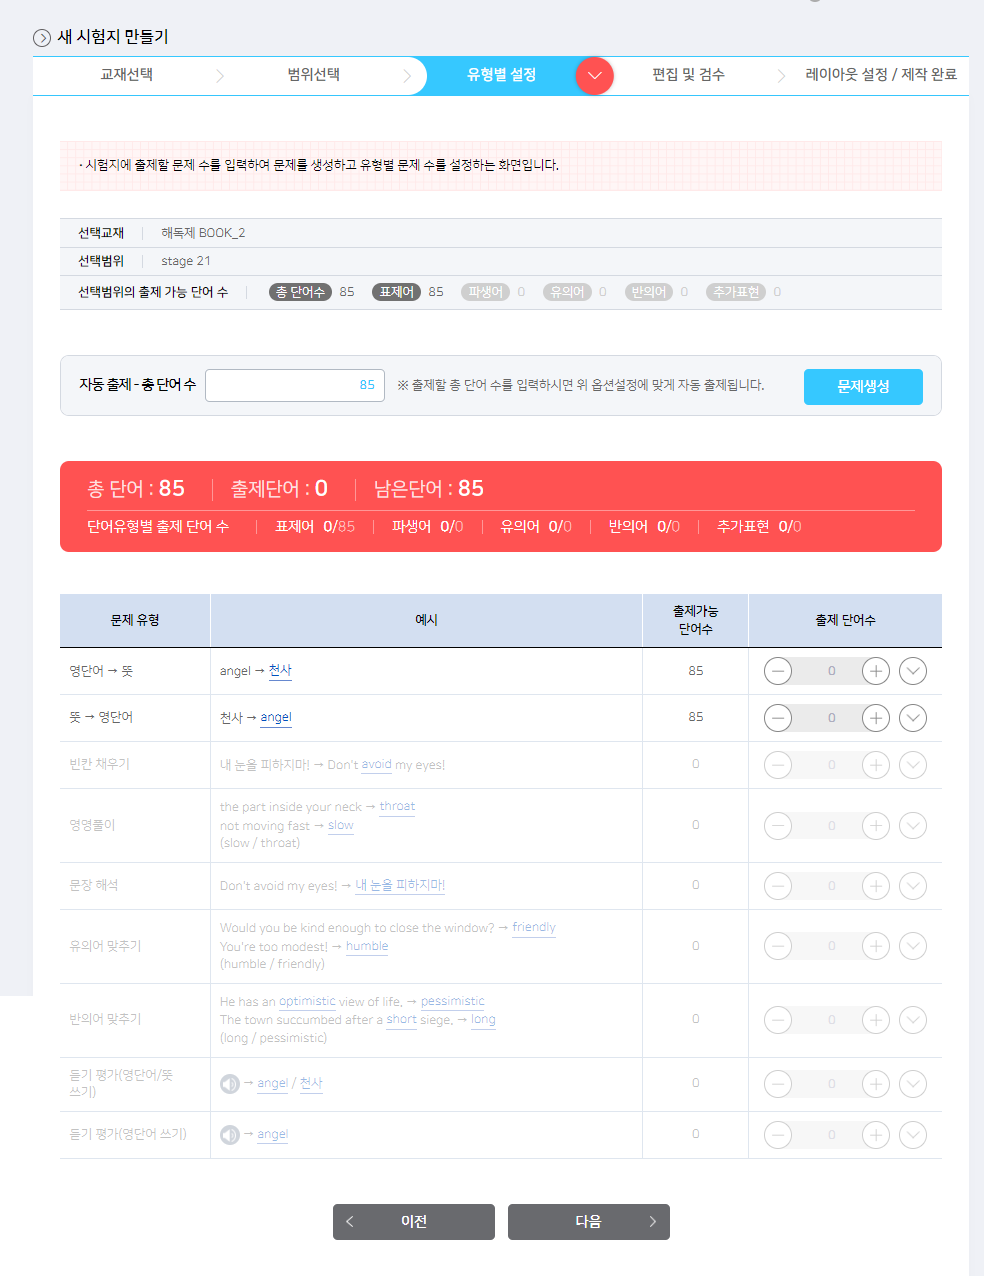 새 시험지 만들기
교재선택 범위선택 유형별 설정 편집 및 검수 레이아웃 설정 / 제작 완료
· 시험지에 출제할 문제 수를 입력하여 문제를 생성하고 유형별 문제 수를 설정하는 화면입니다.
선택교재 해독제 BOOK_2
선택범위 stage 21
선택범위의 출제 가능 단어 수 총 단어수 85 표제어 85 파생어 0 유의어 0 반의어 0 추가표현 0
자동 출제 - 총 단어 수 85 ※ 출제할 총 단어 수를 입력하시면 위 옵션설정에 맞게 자동 출제됩니다. 문제생성
총 단어 : 85 출제단어 : 0 남은단어 : 85
단어유형별 출제 단어 수 표제어 0/85 파생어 0/0 유의어 0/0 반의어 0/0 추가표현 0/0
문제 유형 예시 출제가능 단어수 출제 단어수
영단어 → 뜻 angel → 천사 85 0
뜻 → 영단어 천사 → angel 85 0
빈칸 채우기 내 눈을 피하지마! → Don't avoid my eyes! 0 0
영영풀이 the part inside your neck → throat
not moving fast → slow 0 0
(slow / throat)
문장 해석 Don't avoid my eyes! → 내 눈을 피하지마! 0 0
유의어 맞추기 Would you be kind enough to close the window? → friendly
You're too modest! → humble 0 0
(humble / friendly)
반의어 맞추기 He has an optimistic view of life, → pessimistic
The town succumbed after a short siege, → long 0 0
(long / pessimistic)
듣기 평가(영단어/뜻
쓰기) → angel / 천사 0 0
듣기 평가(영단어 쓰기) → angel 0 0
이전 다음